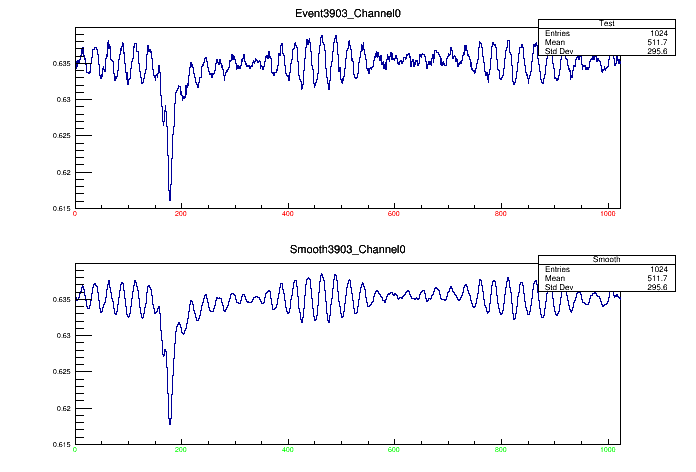 Event3903_Channel0
Test
Entries 1024
Mean 511.7
Std Dev 295.6
0.635
0.63
0.625
0.62
0.615
0 200 400 600 800 1000
Smooth3903_Channel0
Smooth
Entries 1024
Mean 511.7
Std Dev 295.6
0.635
0.63
0.625
0.62
0.615
0 200 400 600 800 1000